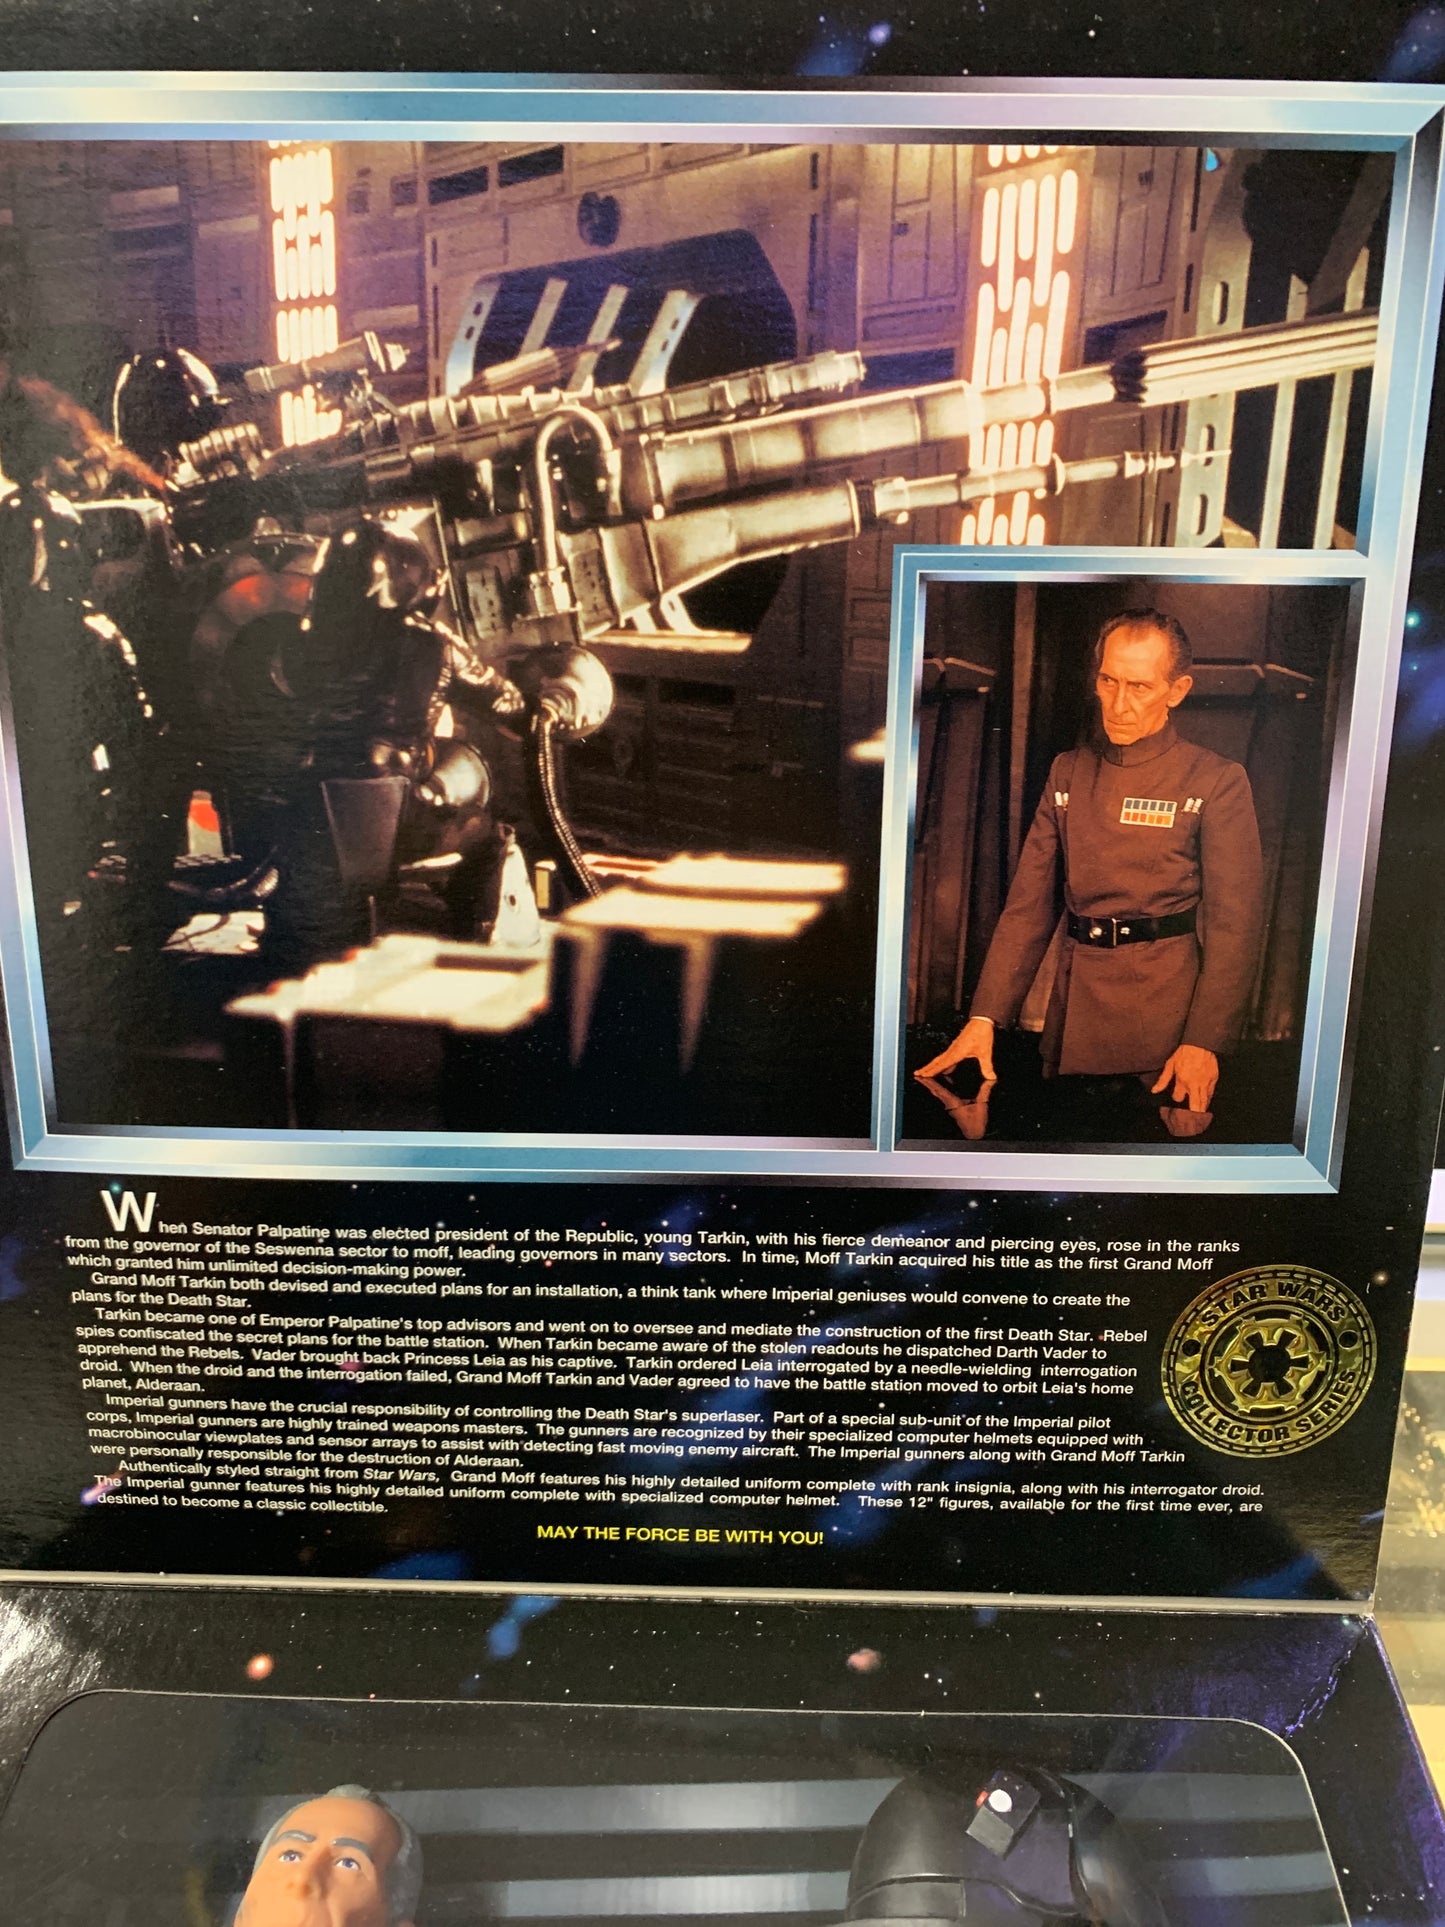 When Senator Palpatine was elected president of the Republic, young Tarkin, with his fierce demeanor and piercing eyes, rose in the ranks
from the governor of the Seswenna sector to moff, leading governors in many sectors. In time, Moff Tarkin acquired his title as the first Grand Moff
which granted him unlimited decision-making power.
Grand Moff Tarkin both devised and executed plans for an installation, a think tank where Imperial geniuses would convene to create the
plans for the Death Star.
Tarkin became one of Emperor Palpatine's top advisors and went on to oversee and mediate the construction of the first Death Star. Rebel
spies confiscated the secret plans for the battle station. When Tarkin became aware of the stolen readouts he dispatched Darth Vader to
apprehend the Rebels. Vader brought back Princess Leia as his captive. Tarkin ordered Leia interrogated by a needle-wielding interrogation
droid. When the droid and the interrogation failed, Grand Moff Tarkin and Vader agreed to have the battle station moved to orbit Leia's home
planet, Alderaan.
Imperial gunners have the crucial responsibility of controlling the Death Star's superlaser. Part of a special sub-unit of the Imperial pilot
corps, Imperial gunners are highly trained weapons masters. The gunners are recognized by their specialized computer helmets equipped with
macrobinocular viewplates and sensor arrays to assist with detecting fast moving enemy aircraft. The Imperial gunners along with Grand Moff Tarkin
were personally responsible for the destruction of Alderaan.
Authentically styled straight from Star Wars, Grand Moff features his highly detailed uniform complete with rank insignia, along with his interrogator droid.
The Imperial gunner features his highly detailed uniform complete with specialized computer helmet. These 12" figures, available for the first time ever, are
destined to become a classic collectible.
MAY THE FORCE BE WITH YOU!
STAR WARS
COLLECTOR SERIES